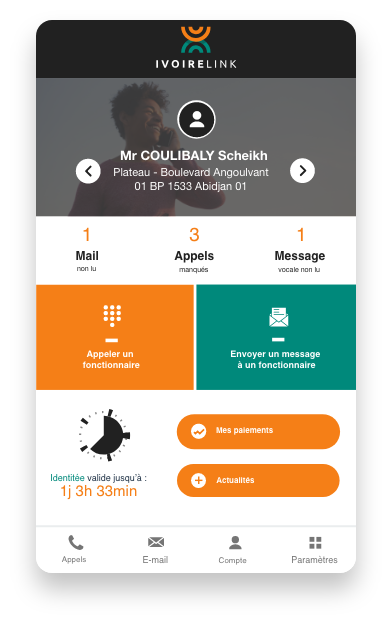 IVOIRELINK
Mr COULIBALY Scheikh
Plateau - Boulevard Angoulvant
01 BP 1533 Abidjan 01
1
Mail
non lu
3
Appels
manqués
1
Message
vocale non lu
Appeler un
fonctionnaire
Envoyer un message
à un fonctionnaire
Identitée valide jusqu'à :
1j 3h 33min
Mes paiements
Actualités
Appels
E-mail
Compte
Paramètres